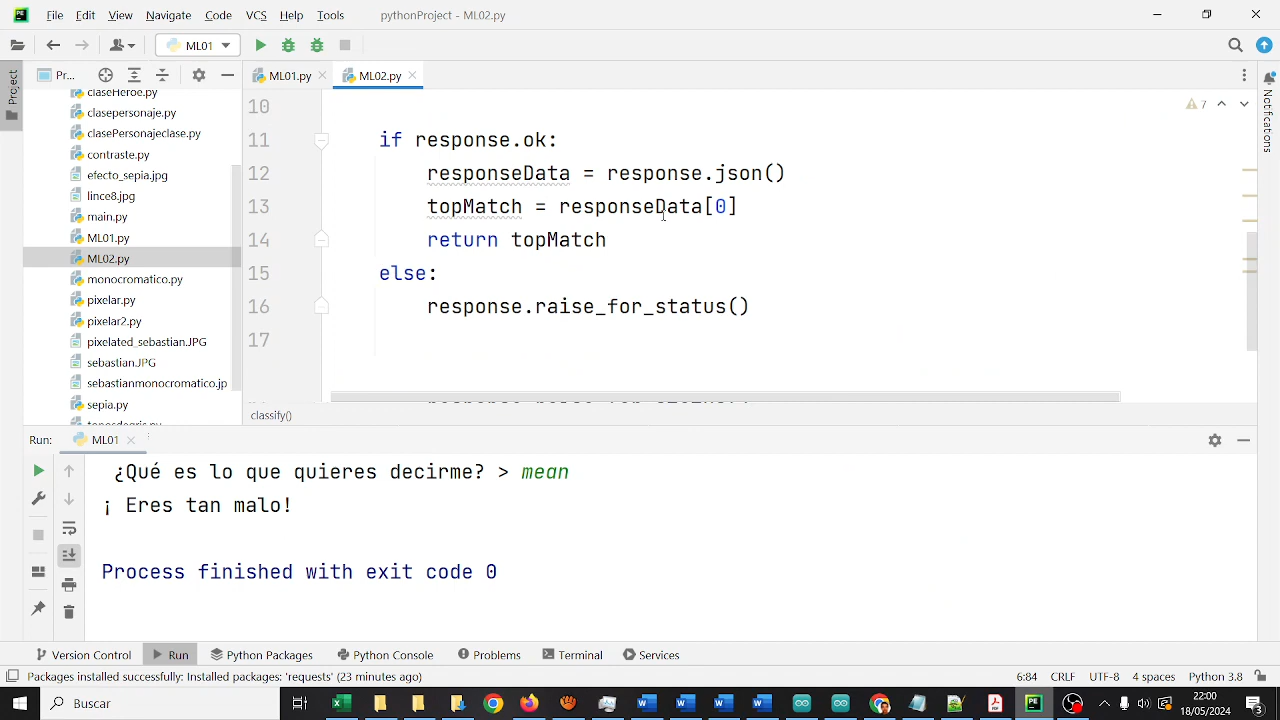 PC File Edit View Navigate Code VCS Help Tools pythonProject - ML02.py
ML01
Project
Pr...
ML01.py
ML02.py
claseHeroe.py
clasepersonaje.py
clasePersonajeclase.py
contraste.py
efecto_sepia.jpg
lince8.jpg
main.py
ML01.py
ML02.py
monocromatico.py
pixelar.py
pixelar2.py
pixelated_sebastian.JPG
sebastian.JPG
sebastianmonocromatico.jp
sepia.py
10
11 if response.ok:
12 responseData = response.json()
13 topMatch = responseData[0]
14 return topMatch
15 else:
16 response.raise_for_status()
17
7
Notifications
classify()
Run: ML01
¿Qué es lo que quieres decirme? > mean
¡ Eres tan malo!
Process finished with exit code 0
Version Control Run Python Packages Python Console Problems Terminal Services
Packages installed successfully: Installed packages: 'requests' (23 minutes ago) 6:84 CRLF UTF-8 4 spaces Python 3.8
Buscar
22:00
18/05/2024